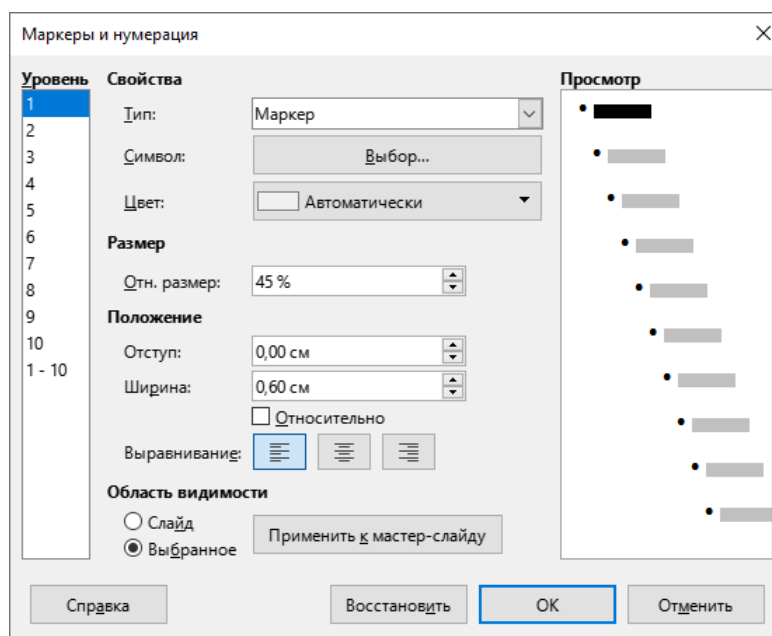 Маркеры и нумерация
Уровень
1
2
3
4
5
6
7
8
9
10
1 - 10
Свойства
Тип:
Маркер
Символ:
Выбор...
Цвет:
Автоматически
Размер
Отн. размер:
45 %
Положение
Отступ:
0,00 см
Ширина:
0,60 см
Относительно
Выравнивание:
Область видимости
Слайд
Выбранное
Применить к мастер-слайду
Просмотр
Справка
Восстановить
ОК
Отменить